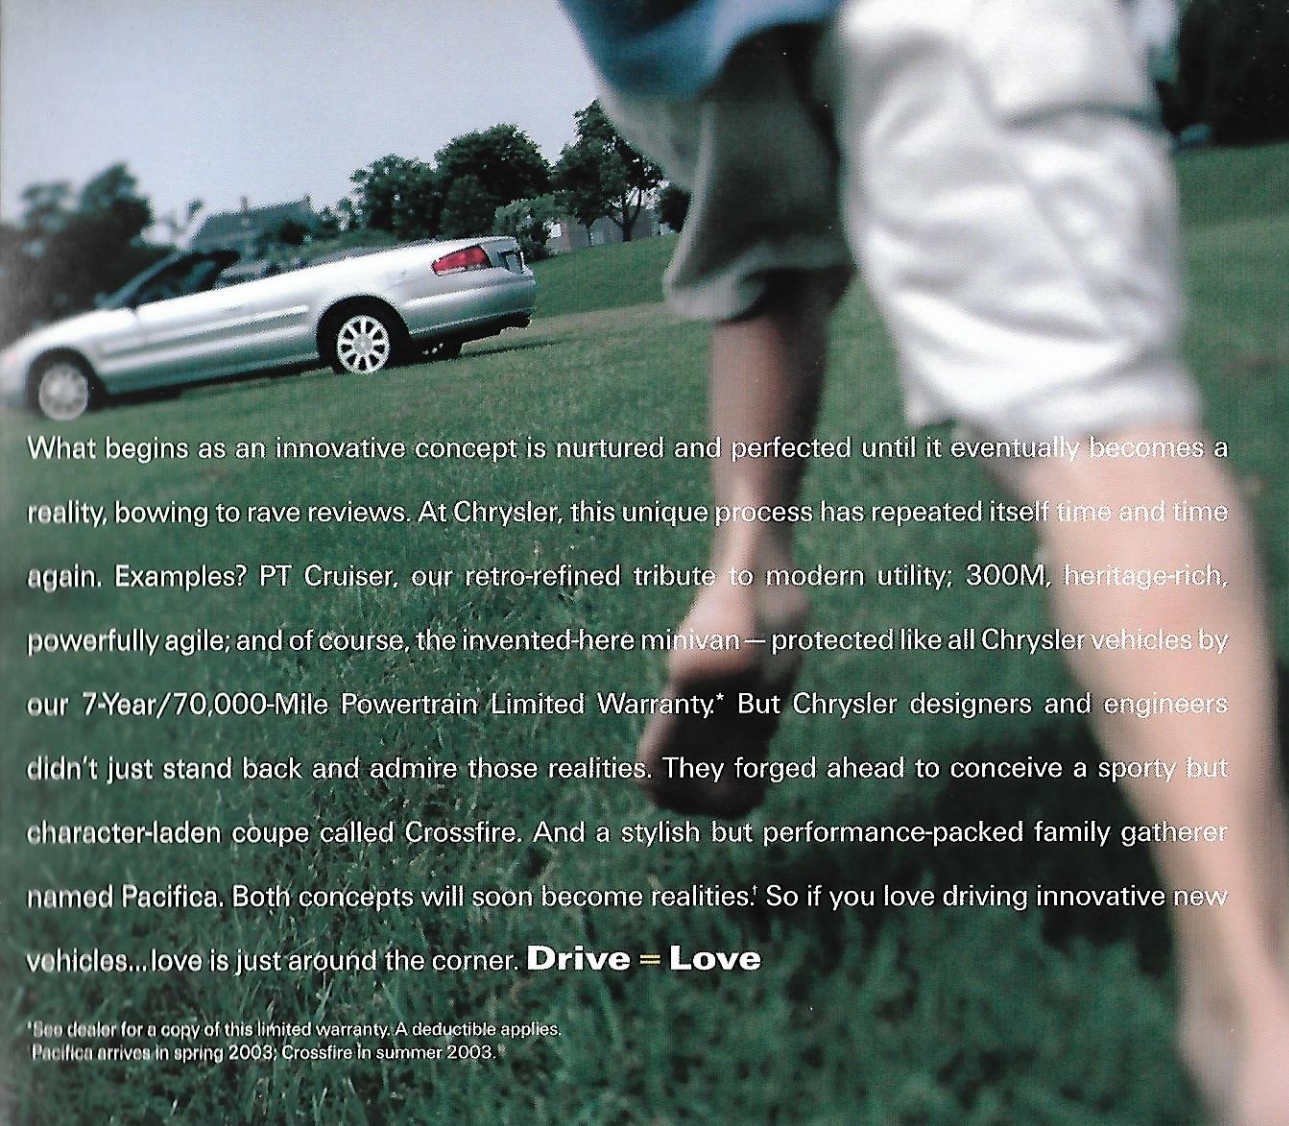 What begins as an innovative concept is nurtured and perfected until it eventually becomes a
reality, bowing to rave reviews. At Chrysler, this unique process has repeated itself time and time
again. Examples? PT Cruiser, our retro-refined tribute to modern utility; 300M, heritage-rich,
powerfully agile; and of course, the invented-here minivan—protected like all Chrysler vehicles by
our 7-Year/70,000-Mile Powertrain Limited Warranty.* But Chrysler designers and engineers
didn't just stand back and admire those realities. They forged ahead to conceive a sporty but
character-laden coupe called Crossfire. And a stylish but performance-packed family gatherer
named Pacifica. Both concepts will soon become realities.† So if you love driving innovative new
vehicles...love is just around the corner. Drive = Love
*See dealer for a copy of this limited warranty. A deductible applies.
†Pacifica arrives in spring 2003; Crossfire in summer 2003.